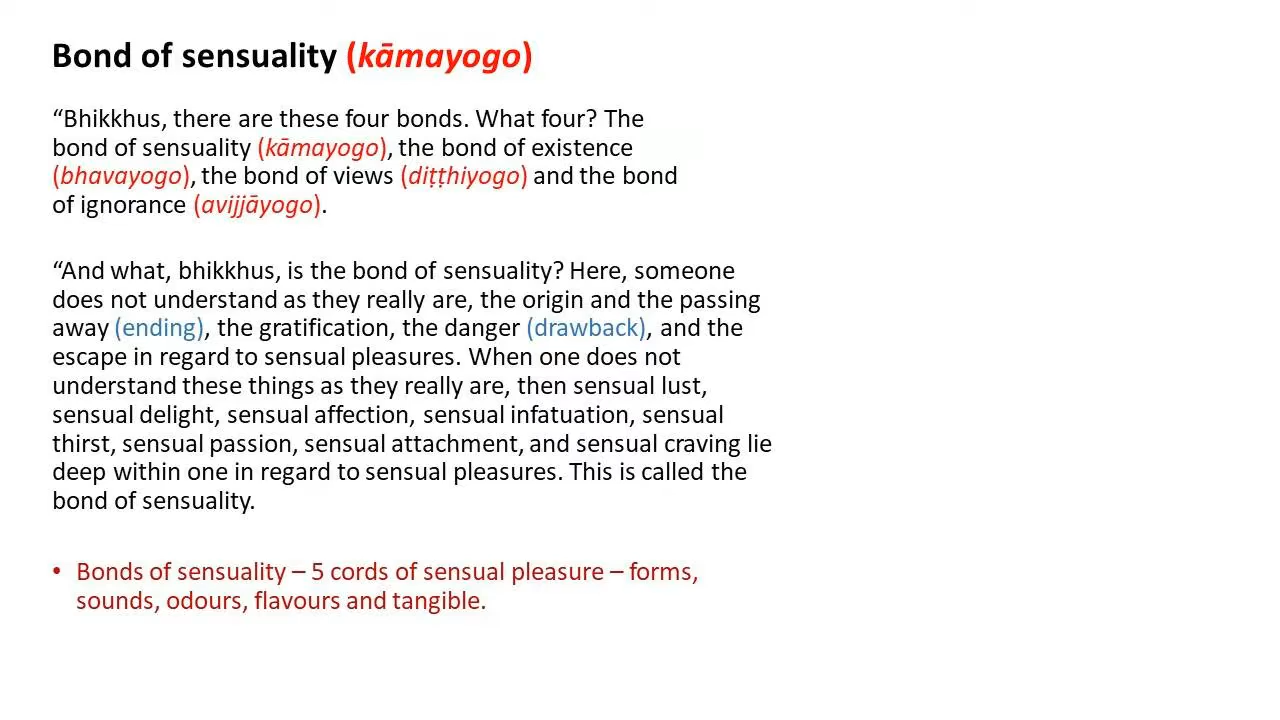 Bond of sensuality (kāmayogo)
“Bhikkhus, there are these four bonds. What four? The
bond of sensuality (kāmayogo), the bond of existence
(bhavayogo), the bond of views (diṭṭhiyogo) and the bond
of ignorance (avijjāyogo).
“And what, bhikkhus, is the bond of sensuality? Here, someone
does not understand as they really are, the origin and the passing
away (ending), the gratification, the danger (drawback), and the
escape in regard to sensual pleasures. When one does not
understand these things as they really are, then sensual lust,
sensual delight, sensual affection, sensual infatuation, sensual
thirst, sensual passion, sensual attachment, and sensual craving lie
deep within one in regard to sensual pleasures. This is called the
bond of sensuality.
• Bonds of sensuality – 5 cords of sensual pleasure – forms,
sounds, odours, flavours and tangible.